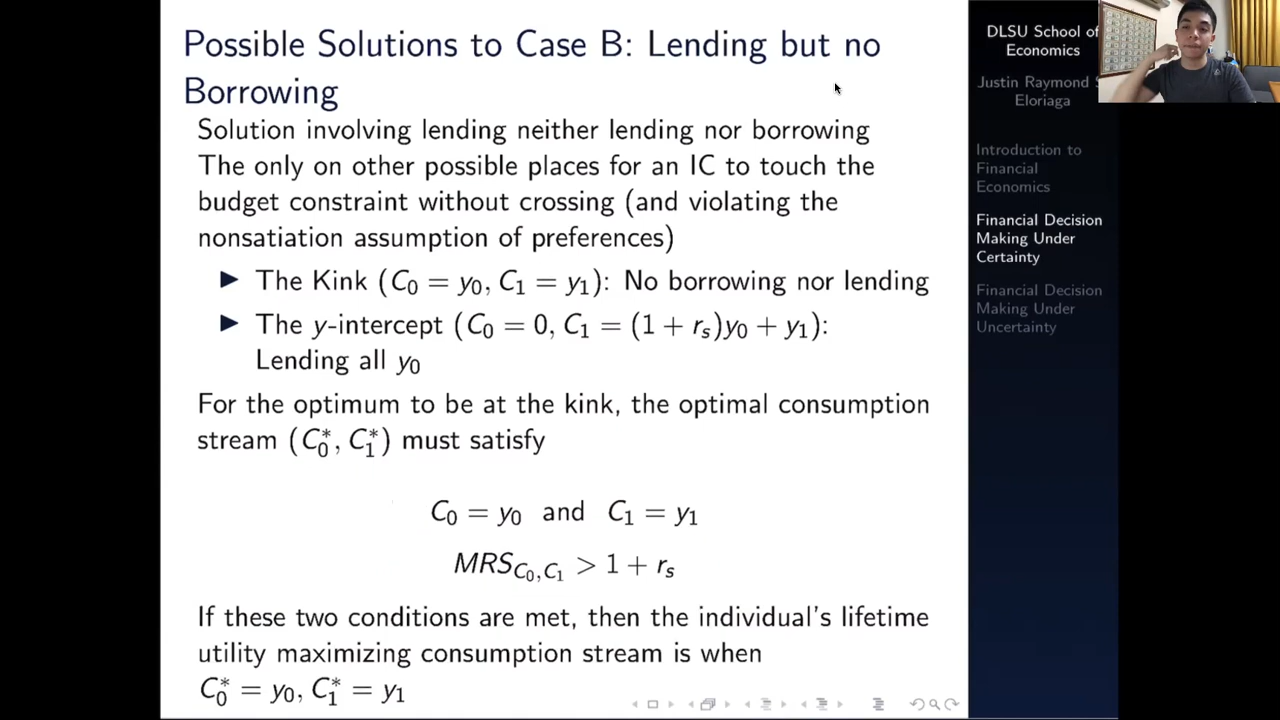 Possible Solutions to Case B: Lending but no
Borrowing
Solution involving lending neither lending nor borrowing
The only on other possible places for an IC to touch the
budget constraint without crossing (and violating the
nonsatiation assumption of preferences)
▶ The Kink (C₀ = y₀, C₁ = y₁): No borrowing nor lending
▶ The y-intercept (C₀ = 0, C₁ = (1 + rₛ)y₀ + y₁):
Lending all y₀
For the optimum to be at the kink, the optimal consumption
stream (C₀*, C₁*) must satisfy
C₀ = y₀ and C₁ = y₁
MRS_{C₀,C₁} > 1 + rₛ
If these two conditions are met, then the individual's lifetime
utility maximizing consumption stream is when
C₀* = y₀, C₁* = y₁
DLSU School of
Economics
Justin Raymond
Eloriaga
Introduction to
Financial
Economics
Financial Decision
Making Under
Certainty
Financial Decision
Making Under
Uncertainty